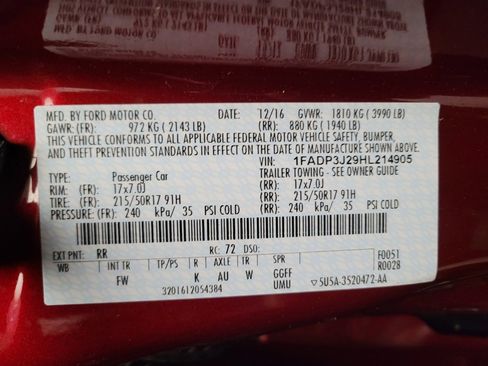 MFD. BY FORD MOTOR CO. DATE: 12/16 GVWR: 1810 KG ( 3990 LB)
GAWR: (FR): 972 KG ( 2143 LB) (RR): 880 KG ( 1940 LB)
THIS VEHICLE CONFORMS TO ALL APPLICABLE FEDERAL MOTOR VEHICLE SAFETY, BUMPER,
AND THEFT PREVENTION STANDARDS IN EFFECT ON THE DATE OF MANUFACTURE SHOWN ABOVE.
VIN: 1FADP3J29HL214905
TYPE: Passenger Car TRAILER TOWING - SEE OWNER GUIDE
RIM: (FR): 17x7.0J (RR): 17x7.0J
TIRE: (FR): 215/50R17 91H (RR): 215/50R17 91H
PRESSURE: (FR): 240 kPa/ 35 PSI COLD (RR): 240 kPa/ 35 PSI COLD
EXT PNT: RR RC: 72 DSO: F0051
WB INT TR TP/PS R AXLE TR SPR R0028
FW K AU W GGFF
3201612054384 UMU 5U5A-3520472-AA